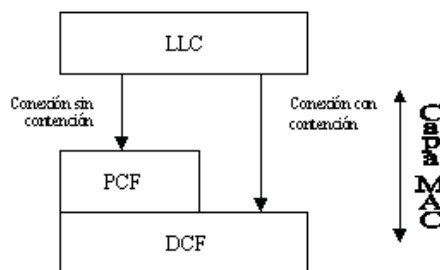 LLC
Conexión sin
contención
Conexión con
contención
PCF
DCF
Capa MAC